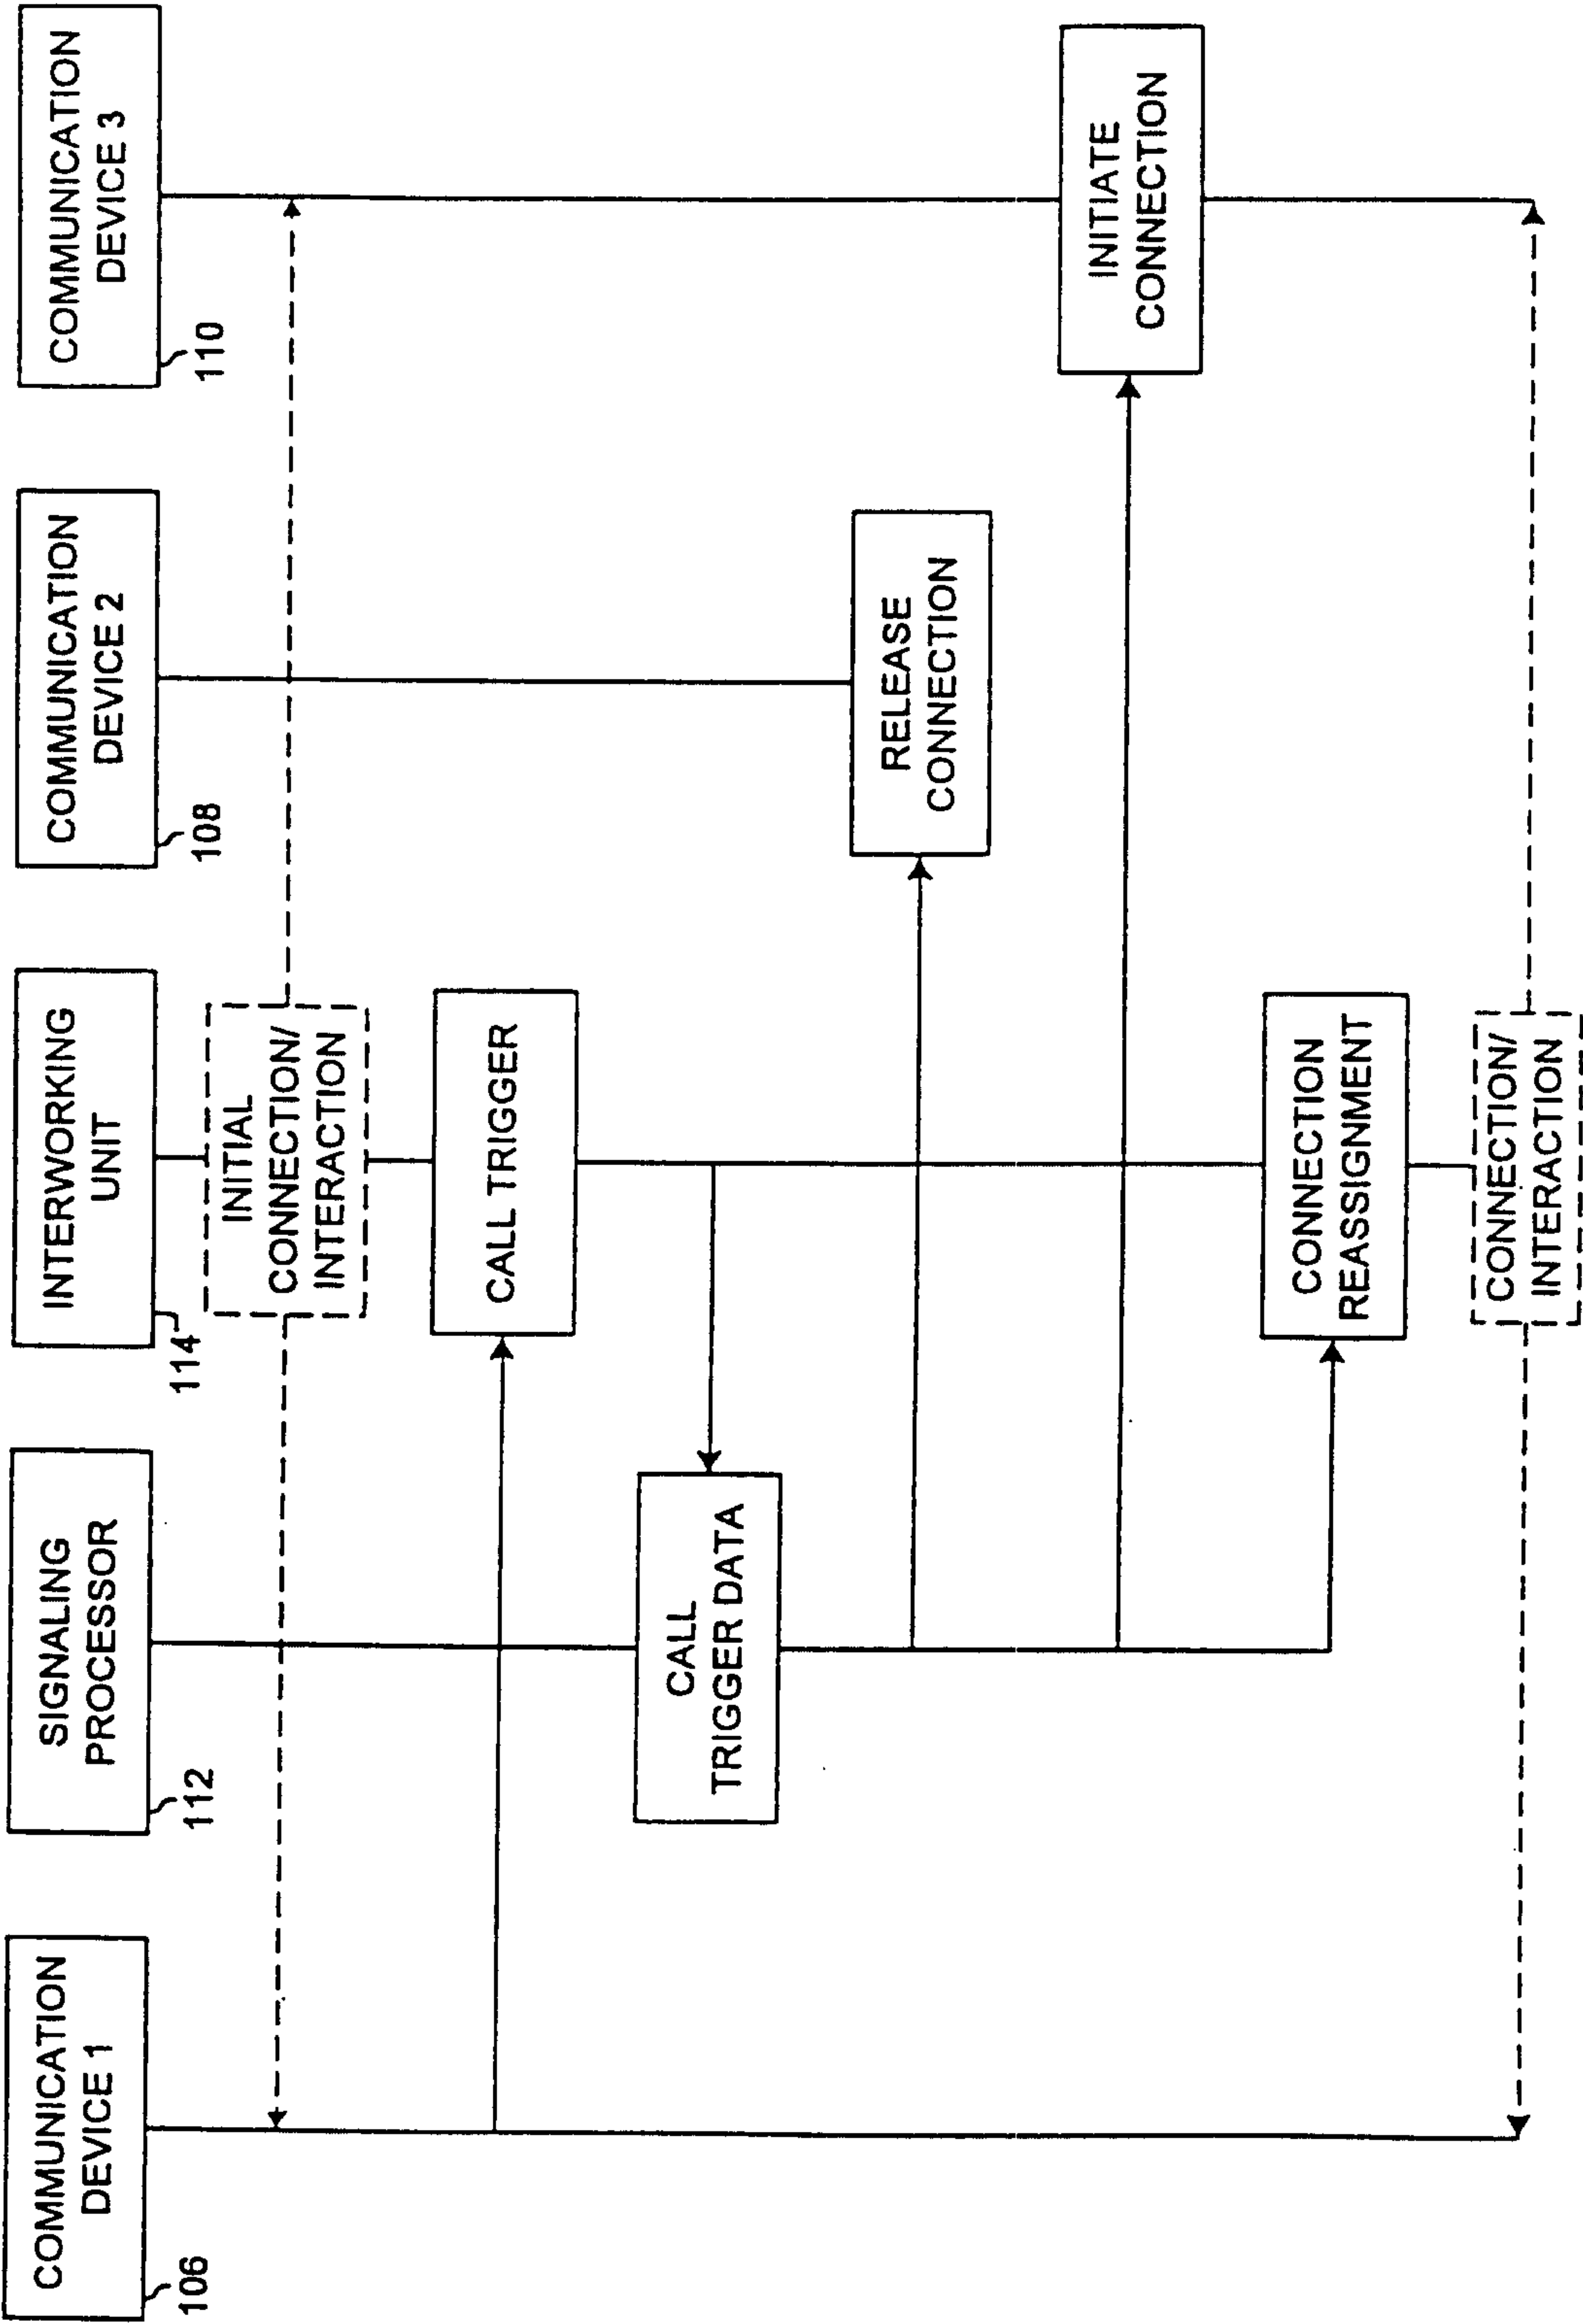 COMMUNICATION
DEVICE 1
106
SIGNALING
PROCESSOR
112
INTERWORKING
UNIT
114
COMMUNICATION
DEVICE 2
108
COMMUNICATION
DEVICE 3
110
INITIAL
CONNECTION/
INTERACTION
CALL TRIGGER
CALL
TRIGGER DATA
RELEASE
CONNECTION
INITIATE
CONNECTION
CONNECTION
REASSIGNMENT
CONNECTION/
INTERACTION